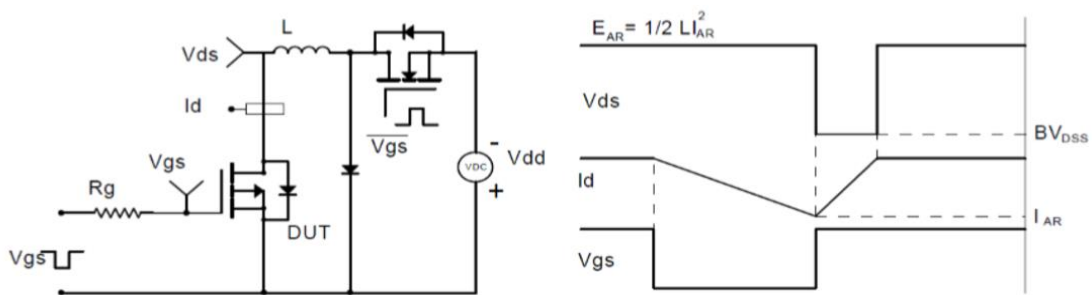 L
Vds
Id
Vgs
Rg
DUT
Vgs
Vgs
VDC
-
Vdd
+
E_AR = 1/2 LI_AR^2
Vds
BV_DSS
Id
I_AR
Vgs